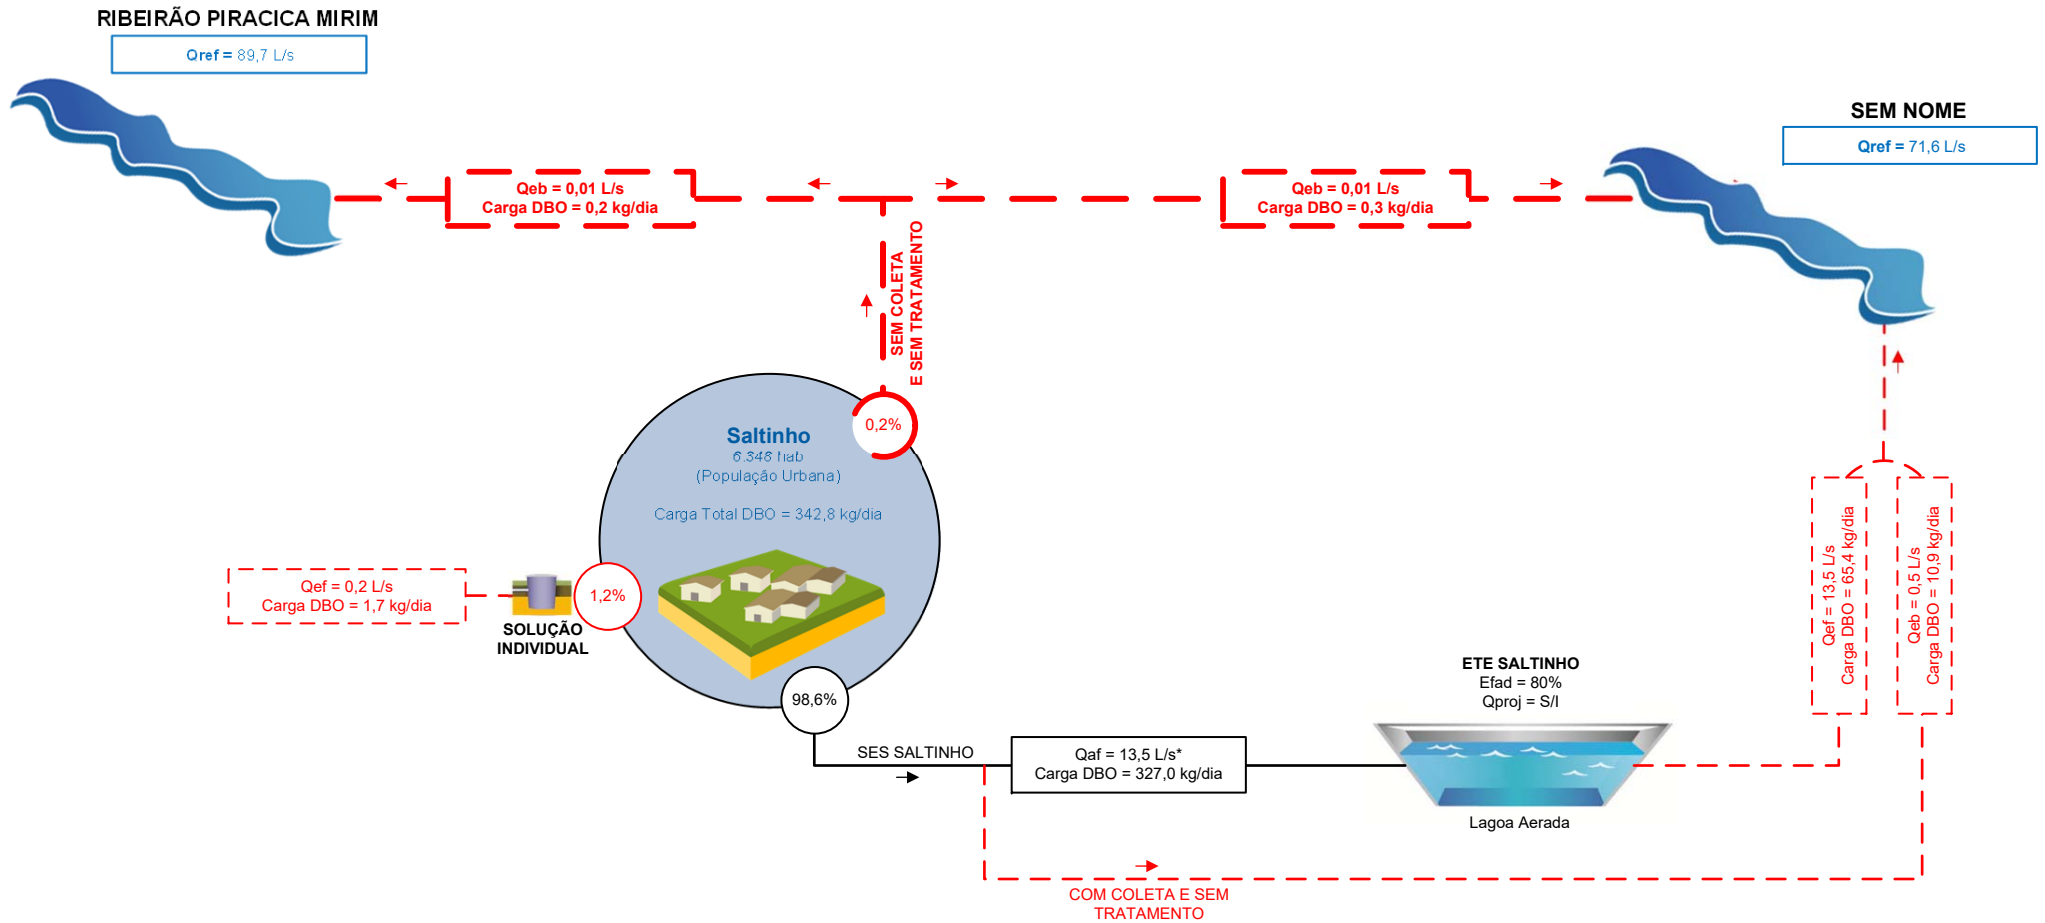 RIBEIRÃO PIRACICA MIRIM
Qref = 89,7 L/s
SEM NOME
Qref = 71,6 L/s
Qeb = 0,01 L/s
Carga DBO = 0,2 kg/dia
Qeb = 0,01 L/s
Carga DBO = 0,3 kg/dia
SEM COLETA
E SEM TRATAMENTO
0,2%
Saltinho
6.346 hab
(População Urbana)
Carga Total DBO = 342,8 kg/dia
Qef = 0,2 L/s
Carga DBO = 1,7 kg/dia
1,2%
SOLUÇÃO
INDIVIDUAL
98,6%
SES SALTINHO
Qaf = 13,5 L/s*
Carga DBO = 327,0 kg/dia
ETE SALTINHO
Efad = 80%
Qproj = S/I
Lagoa Aerada
Qef = 13,5 L/s
Carga DBO = 65,4 kg/dia
Qeb = 0,5 L/s
Carga DBO = 10,9 kg/dia
COM COLETA E SEM
TRATAMENTO